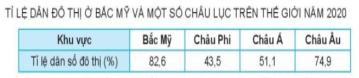 TỈ LỆ DÂN ĐÔ THỊ Ở BẮC MỸ VÀ MỘT SỐ CHÂU LỤC TRÊN THẾ GIỚI NĂM 2020
Khu vực Bắc Mỹ Châu Phi Châu Á Châu Âu
Tỉ lệ dân số đô thị (%) 82,6 43,5 51,1 74,9